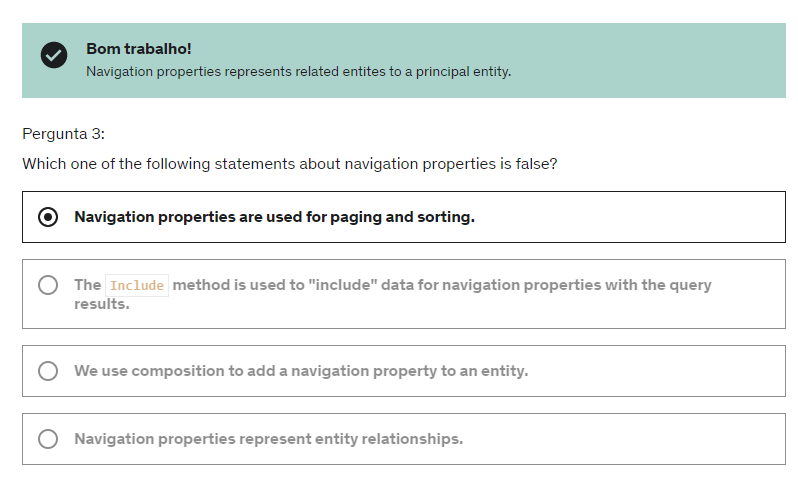 Bom trabalho!
Navigation properties represents related entites to a principal entity.
Pergunta 3:
Which one of the following statements about navigation properties is false?
Navigation properties are used for paging and sorting.
The Include method is used to "include" data for navigation properties with the query
results.
We use composition to add a navigation property to an entity.
Navigation properties represent entity relationships.